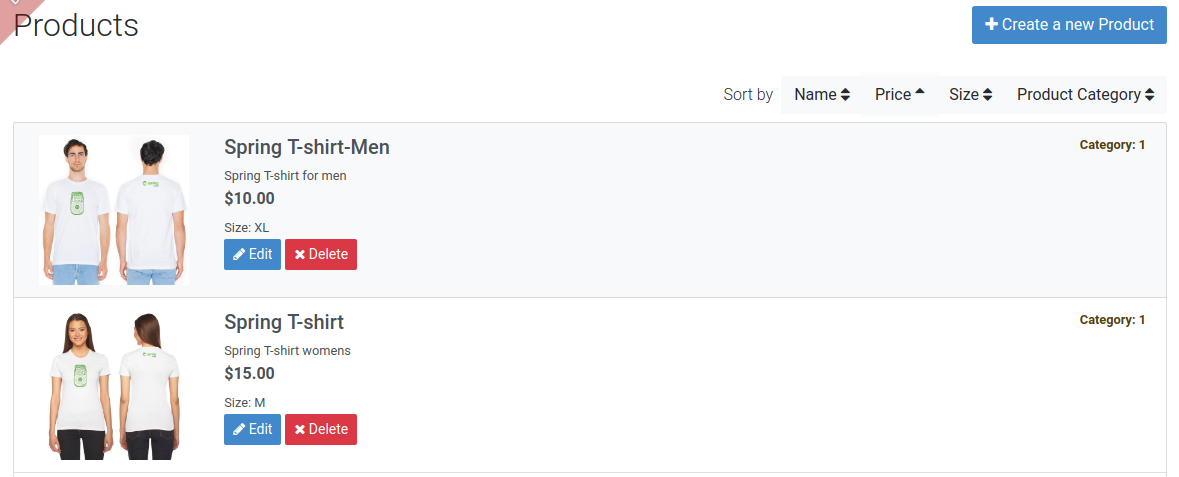 Products
Create a new Product
Sort by Name Price Size Product Category
Spring T-shirt-Men
Category: 1
Spring T-shirt for men
$10.00
Size: XL
Edit Delete
Spring T-shirt
Category: 1
Spring T-shirt womens
$15.00
Size: M
Edit Delete